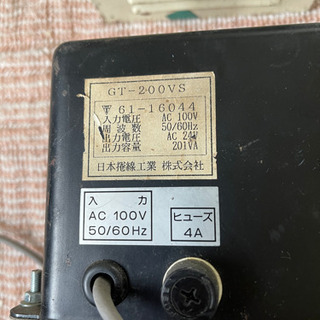 GT-200VS
〒 61-16044
入力電圧 AC 100V
周波数 50/60Hz
出力電圧 AC 24V
出力容量 201VA
日本捲線工業 株式会社
入力
AC 100V
50/60Hz
ヒューズ
4A